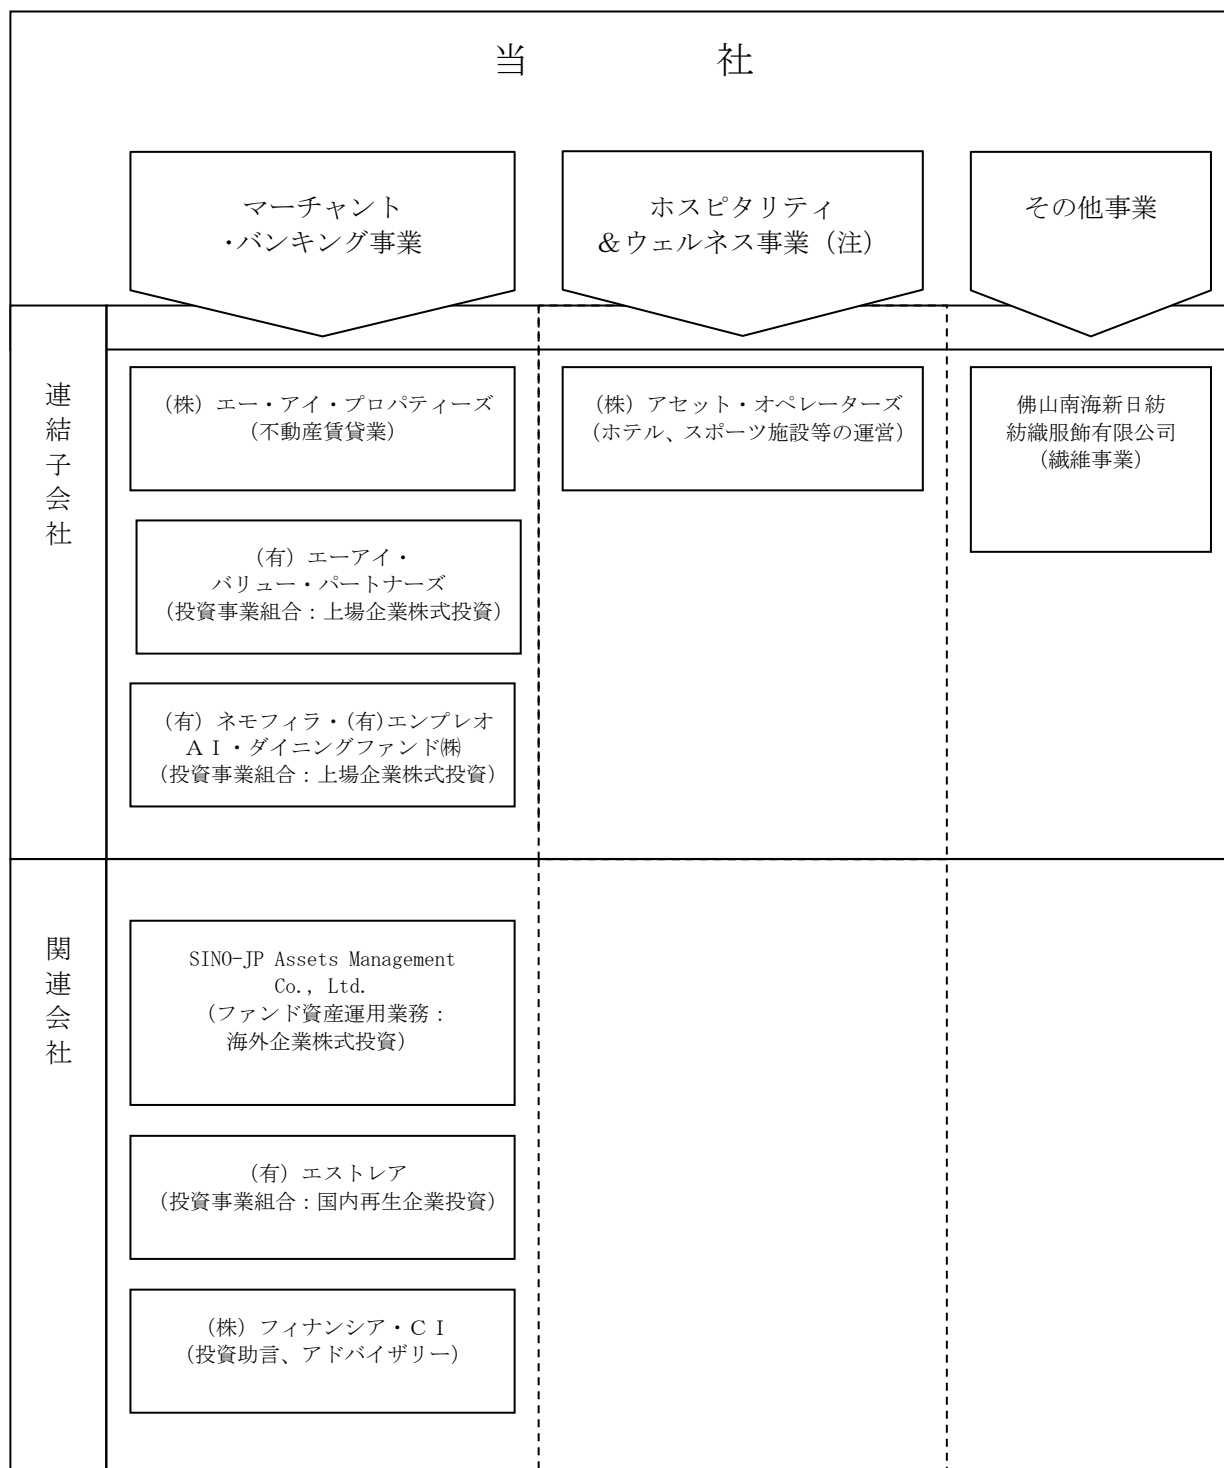 当　社
マーチャント
・バンキング事業
ホスピタリティ
＆ウェルネス事業（注）
その他事業
連結子会社
（株）エー・アイ・プロパティーズ
（不動産賃貸業）
（有）エーアイ・
バリュー・パートナーズ
（投資事業組合：上場企業株式投資）
（有）ネモフィラ・(有)エンプレオ
ＡＩ・ダイニングファンド㈱
（投資事業組合：上場企業株式投資）
（株）アセット・オペレーターズ
（ホテル、スポーツ施設等の運営）
佛山南海新日紡
紡織服飾有限公司
（繊維事業）
関連会社
SINO-JP Assets Management
Co., Ltd.
（ファンド資産運用業務：
海外企業株式投資）
（有）エストレア
（投資事業組合：国内再生企業投資）
（株）フィナンシア・ＣＩ
（投資助言、アドバイザリー）